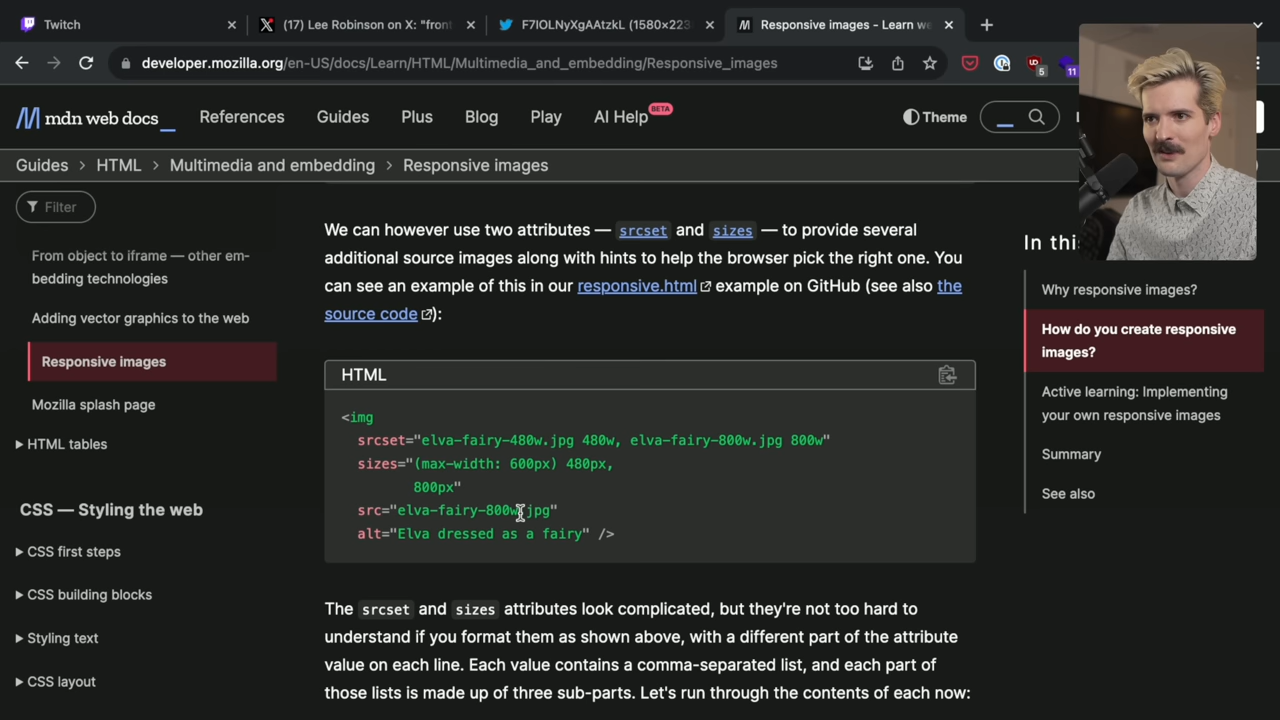 Twitch
(17) Lee Robinson on X: "front
F7IOLNyXgAAtzkL (1580×223
Responsive images - Learn we
developer.mozilla.org/en-US/docs/Learn/HTML/Multimedia_and_embedding/Responsive_images
5
11
mdn web docs_
References
Guides
Plus
Blog
Play
AI Help
BETA
Theme
Guides > HTML > Multimedia and embedding > Responsive images
Filter
From object to iframe — other em-
bedding technologies
Adding vector graphics to the web
Responsive images
Mozilla splash page
HTML tables
CSS — Styling the web
CSS first steps
CSS building blocks
Styling text
CSS layout
We can however use two attributes — srcset and sizes — to provide several
additional source images along with hints to help the browser pick the right one. You
can see an example of this in our responsive.html example on GitHub (see also the
source code):
HTML
<img
srcset="elva-fairy-480w.jpg 480w, elva-fairy-800w.jpg 800w"
sizes="(max-width: 600px) 480px,
800px"
src="elva-fairy-800w.jpg"
alt="Elva dressed as a fairy" />
The srcset and sizes attributes look complicated, but they're not too hard to
understand if you format them as shown above, with a different part of the attribute
value on each line. Each value contains a comma-separated list, and each part of
those lists is made up of three sub-parts. Let's run through the contents of each now:
In thi
Why responsive images?
How do you create responsive
images?
Active learning: Implementing
your own responsive images
Summary
See also